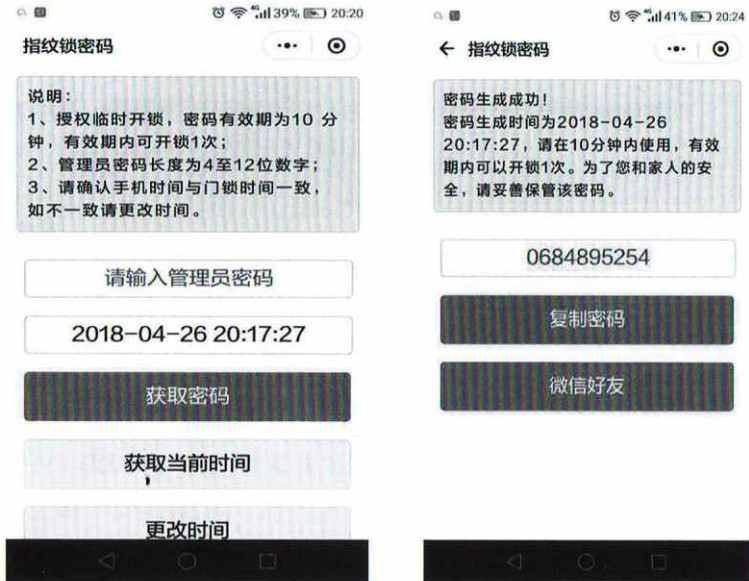 39% 20:20
指纹锁密码
说明：
1、授权临时开锁，密码有效期为10 分
钟，有效期内可开锁1次；
2、管理员密码长度为4至12位数字；
3、请确认手机时间与门锁时间一致，
如不一致请更改时间。
请输入管理员密码
2018-04-26 20:17:27
获取密码
获取当前时间
更改时间
41% 20:24
指纹锁密码
密码生成成功！
密码生成时间为2018-04-26
20:17:27，请在10分钟内使用，有效
期内可以开锁1次。为了您和家人的安
全，请妥善保管该密码。
0684895254
复制密码
微信好友